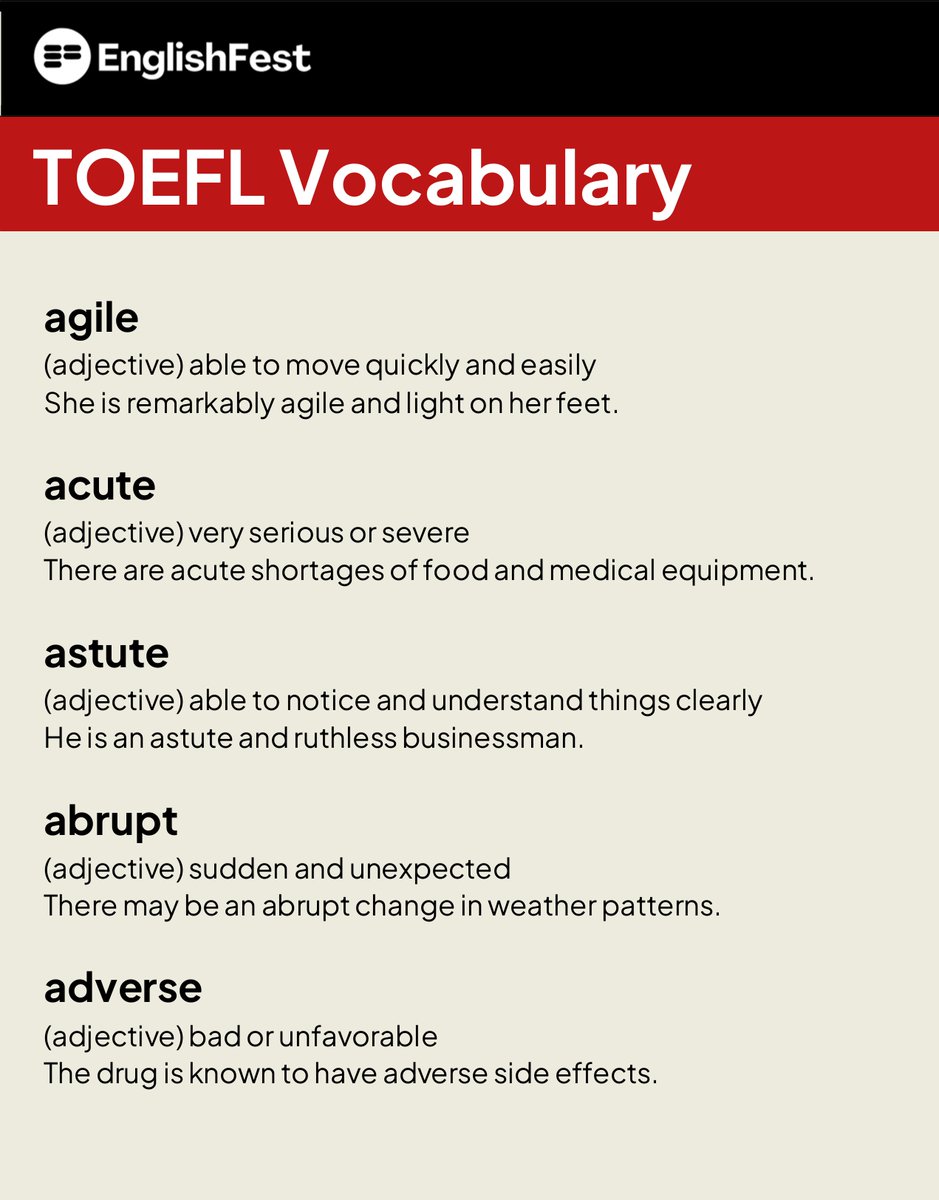 EnglishFest
TOEFL Vocabulary
agile
(adjective) able to move quickly and easily
She is remarkably agile and light on her feet.
acute
(adjective) very serious or severe
There are acute shortages of food and medical equipment.
astute
(adjective) able to notice and understand things clearly
He is an astute and ruthless businessman.
abrupt
(adjective) sudden and unexpected
There may be an abrupt change in weather patterns.
adverse
(adjective) bad or unfavorable
The drug is known to have adverse side effects.